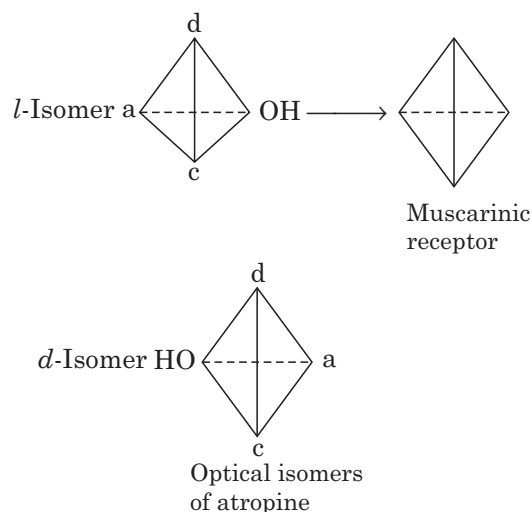 d
l-Isomer a OH
c
Muscarinic
receptor
d
d-Isomer HO a
c
Optical isomers
of atropine